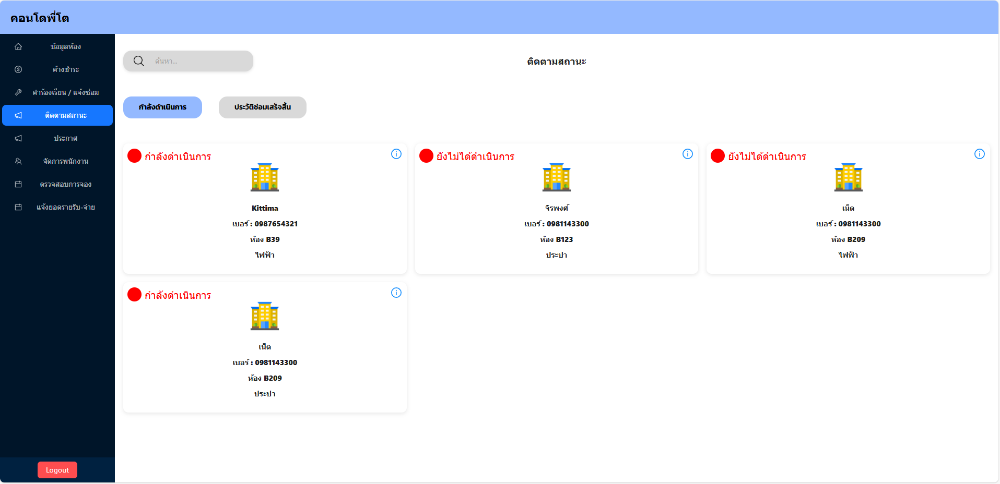 คอนโดพี่โต
ข้อมูลห้อง
ค้างชำระ
คำร้องเรียน / แจ้งซ่อม
ติดตามสถานะ
ประกาศ
จัดการพนักงาน
ตรวจสอบการจอง
แจ้งยอดรายรับ-จ่าย
Logout
ค้นหา...
ติดตามสถานะ
กำลังดำเนินการ
ประวัติซ่อมเสร็จสิ้น
กำลังดำเนินการ
Kittima
เบอร์ : 0987654321
ห้อง B39
ไฟฟ้า
ยังไม่ได้ดำเนินการ
จิรพงศ์
เบอร์ : 0981143300
ห้อง B123
ประปา
ยังไม่ได้ดำเนินการ
เน็ต
เบอร์ : 0981143300
ห้อง B209
ไฟฟ้า
กำลังดำเนินการ
เน็ต
เบอร์ : 0981143300
ห้อง B209
ประปา